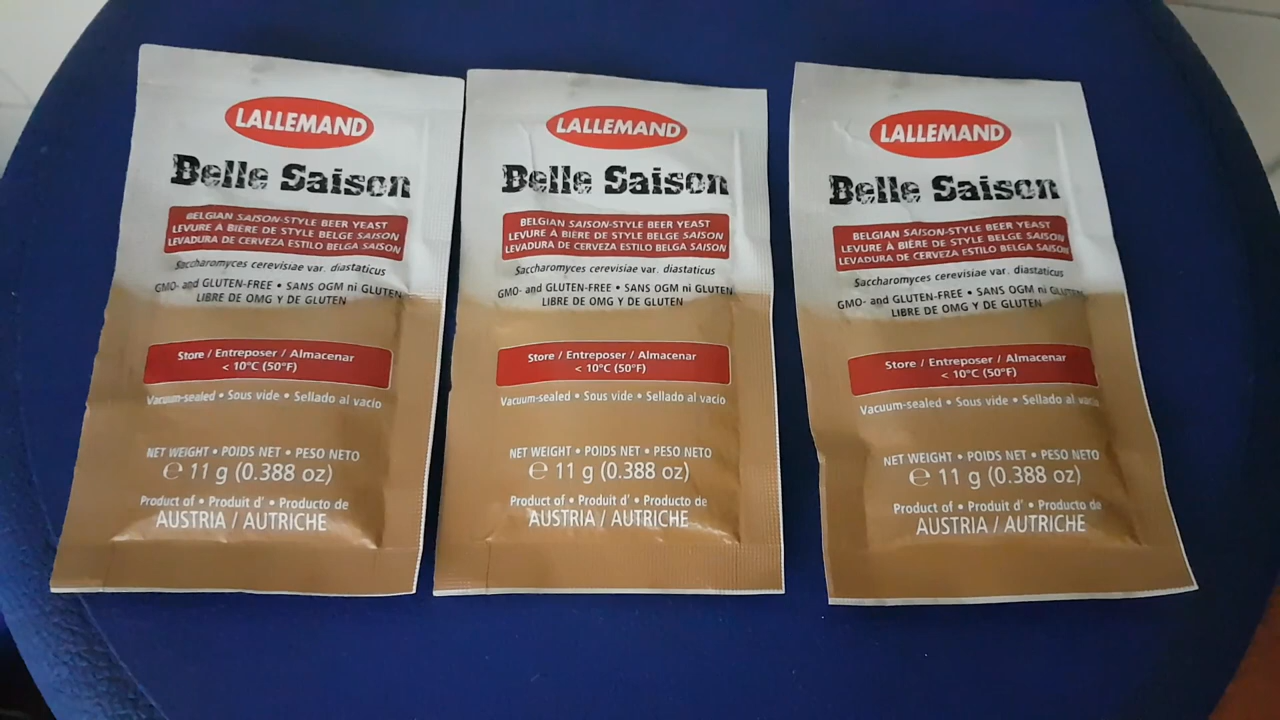 LALLEMAND
Belle Saison
BELGIAN SAISON-STYLE BEER YEAST
LEVURE À BIÈRE DE STYLE BELGE SAISON
LEVADURA DE CERVEZA ESTILO BELGA SAISON
Saccharomyces cerevisiae var. diastaticus
GMO- and GLUTEN-FREE • SANS OGM ni GLUTEN
LIBRE DE OMG Y DE GLUTEN
Store / Entreposer / Almacenar
< 10°C (50°F)
Vacuum-sealed • Sous vide • Sellado al vacío
NET WEIGHT • POIDS NET • PESO NETO
℮ 11 g (0.388 oz)
Product of • Produit d' • Producto de
AUSTRIA / AUTRICHE
LALLEMAND
Belle Saison
BELGIAN SAISON-STYLE BEER YEAST
LEVURE À BIÈRE DE STYLE BELGE SAISON
LEVADURA DE CERVEZA ESTILO BELGA SAISON
Saccharomyces cerevisiae var. diastaticus
GMO- and GLUTEN-FREE • SANS OGM ni GLUTEN
LIBRE DE OMG Y DE GLUTEN
Store / Entreposer / Almacenar
< 10°C (50°F)
Vacuum-sealed • Sous vide • Sellado al vacío
NET WEIGHT • POIDS NET • PESO NETO
℮ 11 g (0.388 oz)
Product of • Produit d' • Producto de
AUSTRIA / AUTRICHE
LALLEMAND
Belle Saison
BELGIAN SAISON-STYLE BEER YEAST
LEVURE À BIÈRE DE STYLE BELGE SAISON
LEVADURA DE CERVEZA ESTILO BELGA SAISON
Saccharomyces cerevisiae var. diastaticus
GMO- and GLUTEN-FREE • SANS OGM ni GLUTEN
LIBRE DE OMG Y DE GLUTEN
Store / Entreposer / Almacenar
< 10°C (50°F)
Vacuum-sealed • Sous vide • Sellado al vacío
NET WEIGHT • POIDS NET • PESO NETO
℮ 11 g (0.388 oz)
Product of • Produit d' • Producto de
AUSTRIA / AUTRICHE